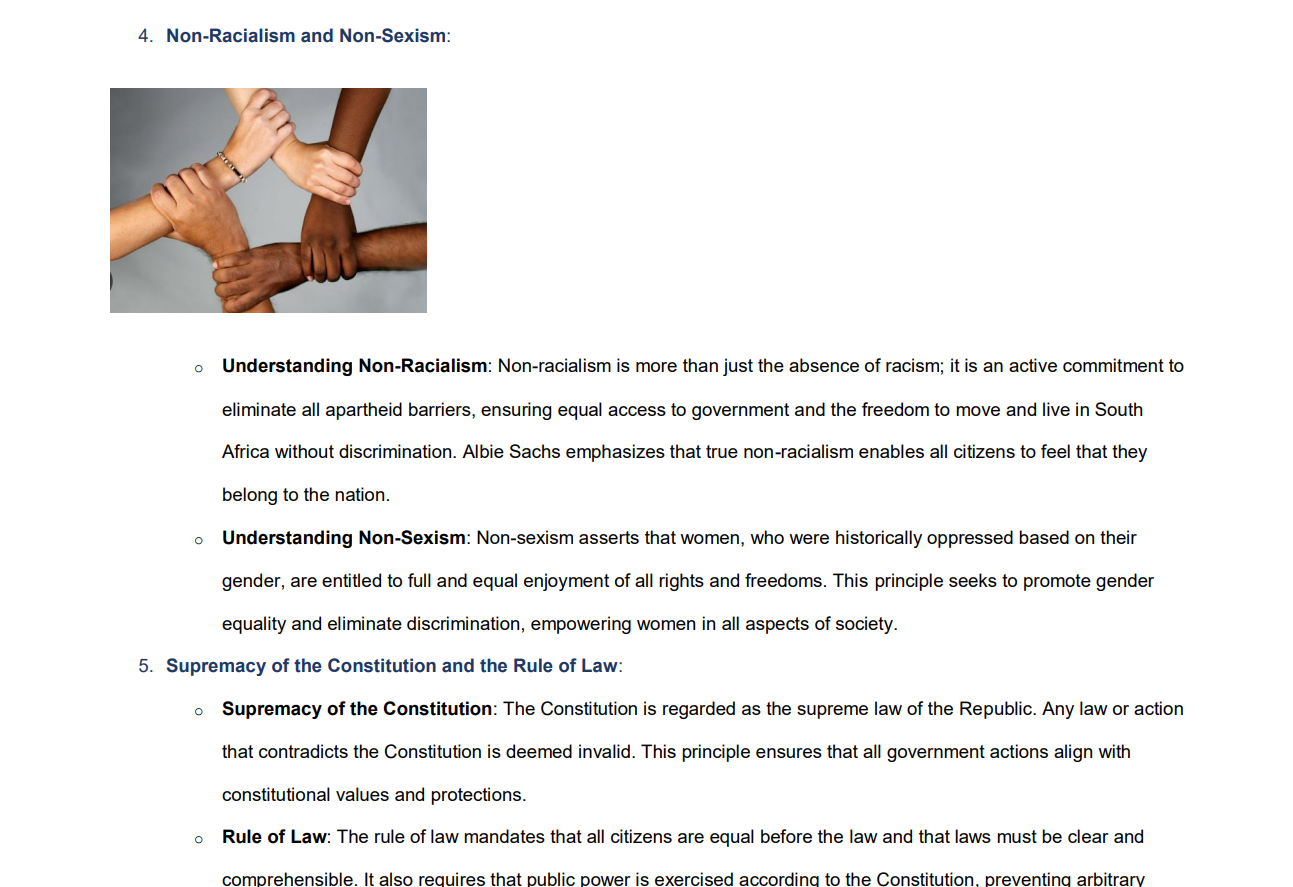 4. Non-Racialism and Non-Sexism:
○ Understanding Non-Racialism: Non-racialism is more than just the absence of racism; it is an active commitment to
eliminate all apartheid barriers, ensuring equal access to government and the freedom to move and live in South
Africa without discrimination. Albie Sachs emphasizes that true non-racialism enables all citizens to feel that they
belong to the nation.
○ Understanding Non-Sexism: Non-sexism asserts that women, who were historically oppressed based on their
gender, are entitled to full and equal enjoyment of all rights and freedoms. This principle seeks to promote gender
equality and eliminate discrimination, empowering women in all aspects of society.
5. Supremacy of the Constitution and the Rule of Law:
○ Supremacy of the Constitution: The Constitution is regarded as the supreme law of the Republic. Any law or action
that contradicts the Constitution is deemed invalid. This principle ensures that all government actions align with
constitutional values and protections.
○ Rule of Law: The rule of law mandates that all citizens are equal before the law and that laws must be clear and
comprehensible. It also requires that public power is exercised according to the Constitution, preventing arbitrary